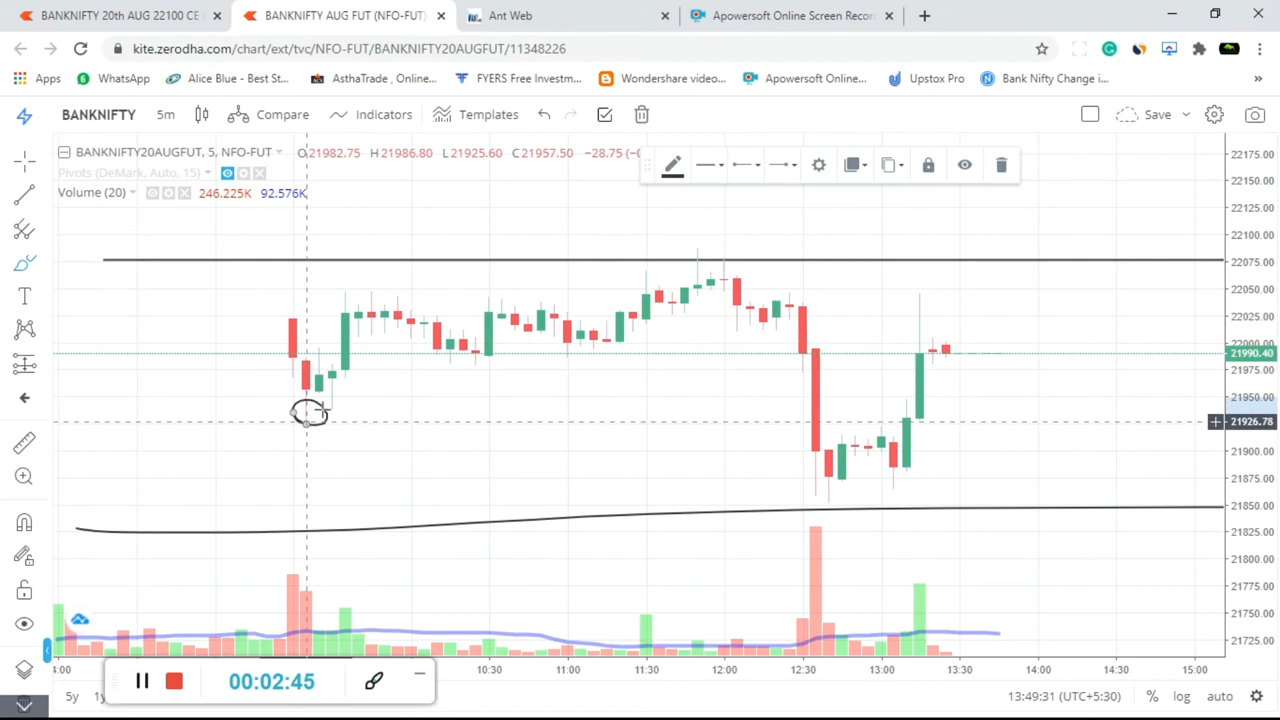 BANKNIFTY 20th AUG 22100 CE
BANKNIFTY AUG FUT (NFO-FUT)
Ant Web
Apowersoft Online Screen Recor
kite.zerodha.com/chart/ext/tvc/NFO-FUT/BANKNIFTY20AUGFUT/11348226
Apps
WhatsApp
Alice Blue - Best St...
AsthaTrade , Online...
FYERS Free Investm...
Wondershare video...
Apowersoft Online...
Upstox Pro
Bank Nifty Change i...
»
BANKNIFTY 5m Compare Indicators Templates Save
BANKNIFTY20AUGFUT, 5, NFO-FUT O21982.75 H21986.80 L21925.60 C21957.50 −28.75
Pivots (DeMark, Auto, 15)
Volume (20) 246.225K 92.576K
22175.00
22150.00
22125.00
22100.00
22075.00
22050.00
22025.00
22000.00
21990.40
21975.00
21950.00
21926.78
21900.00
21875.00
21850.00
21825.00
21800.00
21775.00
21750.00
21725.00
4:00 10:30 11:00 11:30 12:00 12:30 13:00 13:30 14:00 14:30 15:00
00:02:45
5y 13:49:31 (UTC+5:30) % log auto